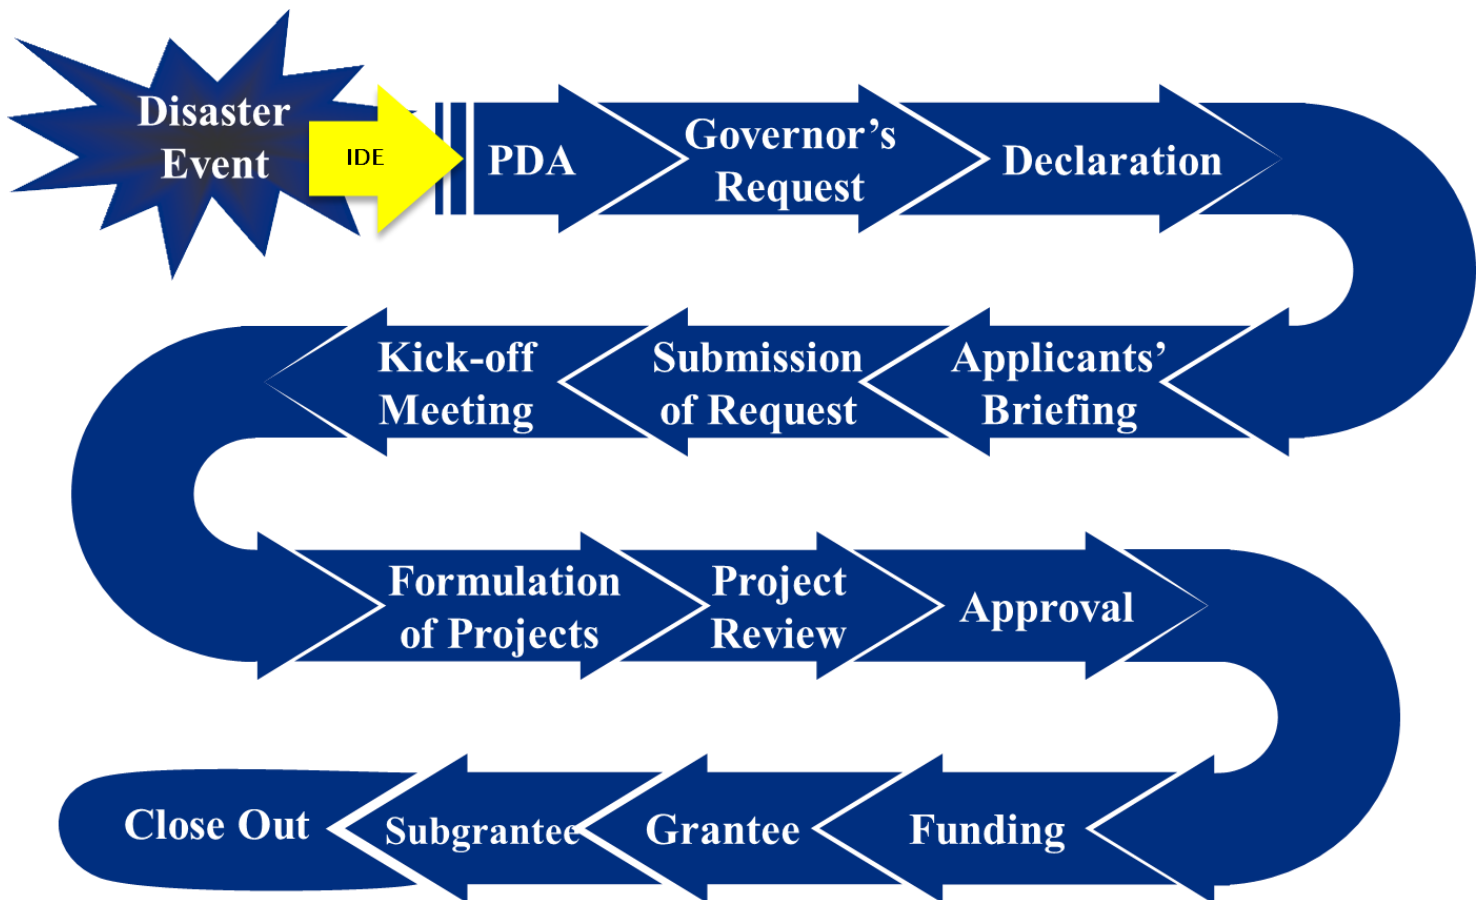 Disaster
Event
IDE
PDA
Governor’s
Request
Declaration
Applicants’
Briefing
Submission
of Request
Kick-off
Meeting
Formulation
of Projects
Project
Review
Approval
Funding
Grantee
Subgrantee
Close Out